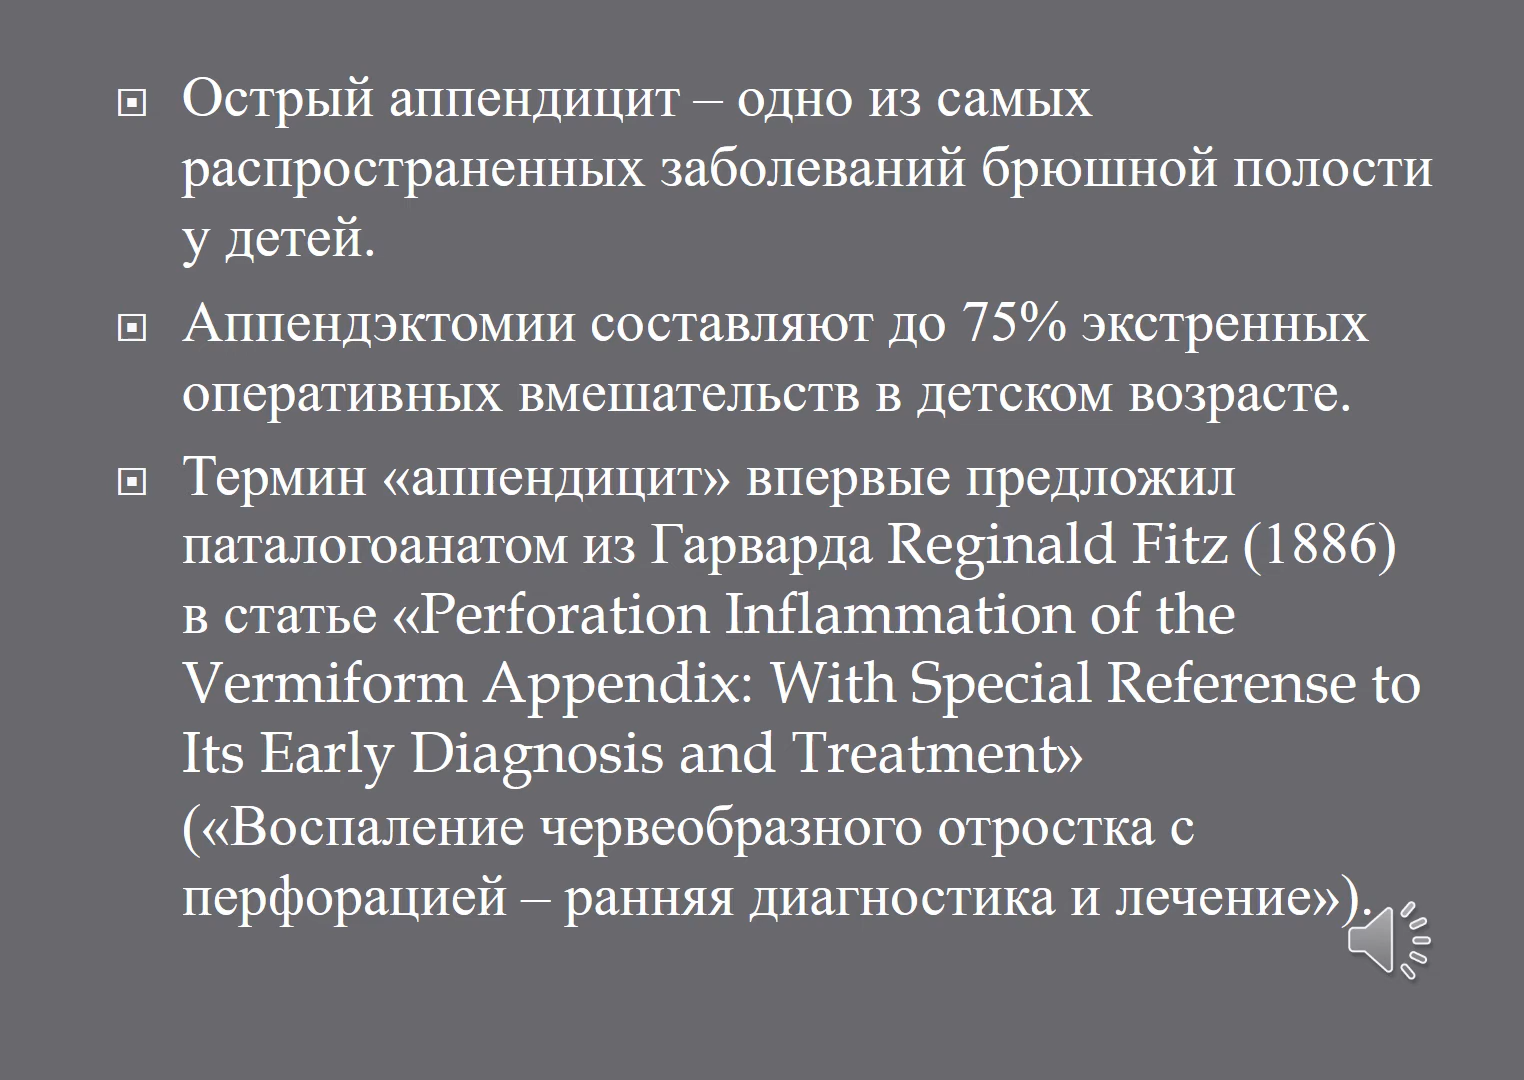 Острый аппендицит – одно из самых
распространенных заболеваний брюшной полости
у детей.
Аппендэктомии составляют до 75% экстренных
оперативных вмешательств в детском возрасте.
Термин «аппендицит» впервые предложил
паталогоанатом из Гарварда Reginald Fitz (1886)
в статье «Perforation Inflammation of the
Vermiform Appendix: With Special Referense to
Its Early Diagnosis and Treatment»
(«Воспаление червеобразного отростка с
перфорацией – ранняя диагностика и лечение»).